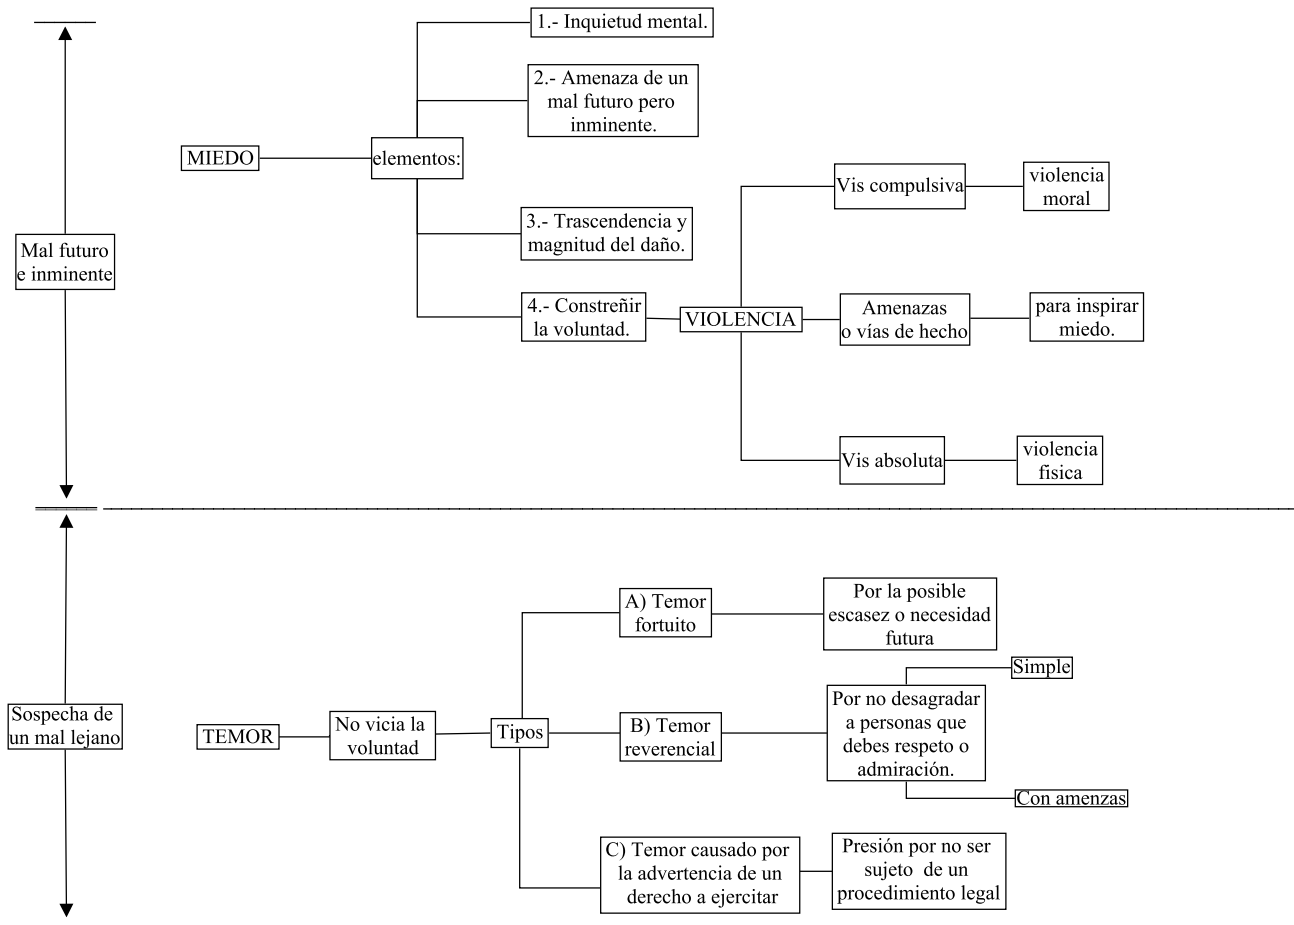 1.- Inquietud mental.
2.- Amenaza de un
mal futuro pero
inminente.
MIEDO
elementos:
3.- Trascendencia y
magnitud del daño.
4.- Constreñir
la voluntad.
Mal futuro
e inminente
VIOLENCIA
Vis compulsiva
violencia
moral
Amenazas
o vías de hecho
para inspirar
miedo.
Vis absoluta
violencia
fisica
Sospecha de
un mal lejano
TEMOR
No vicia la
voluntad
Tipos
A) Temor
fortuito
Por la posible
escasez o necesidad
futura
B) Temor
reverencial
Por no desagradar
a personas que
debes respeto o
admiración.
Simple
Con amenzas
C) Temor causado por
la advertencia de un
derecho a ejercitar
Presión por no ser
sujeto  de un
procedimiento legal